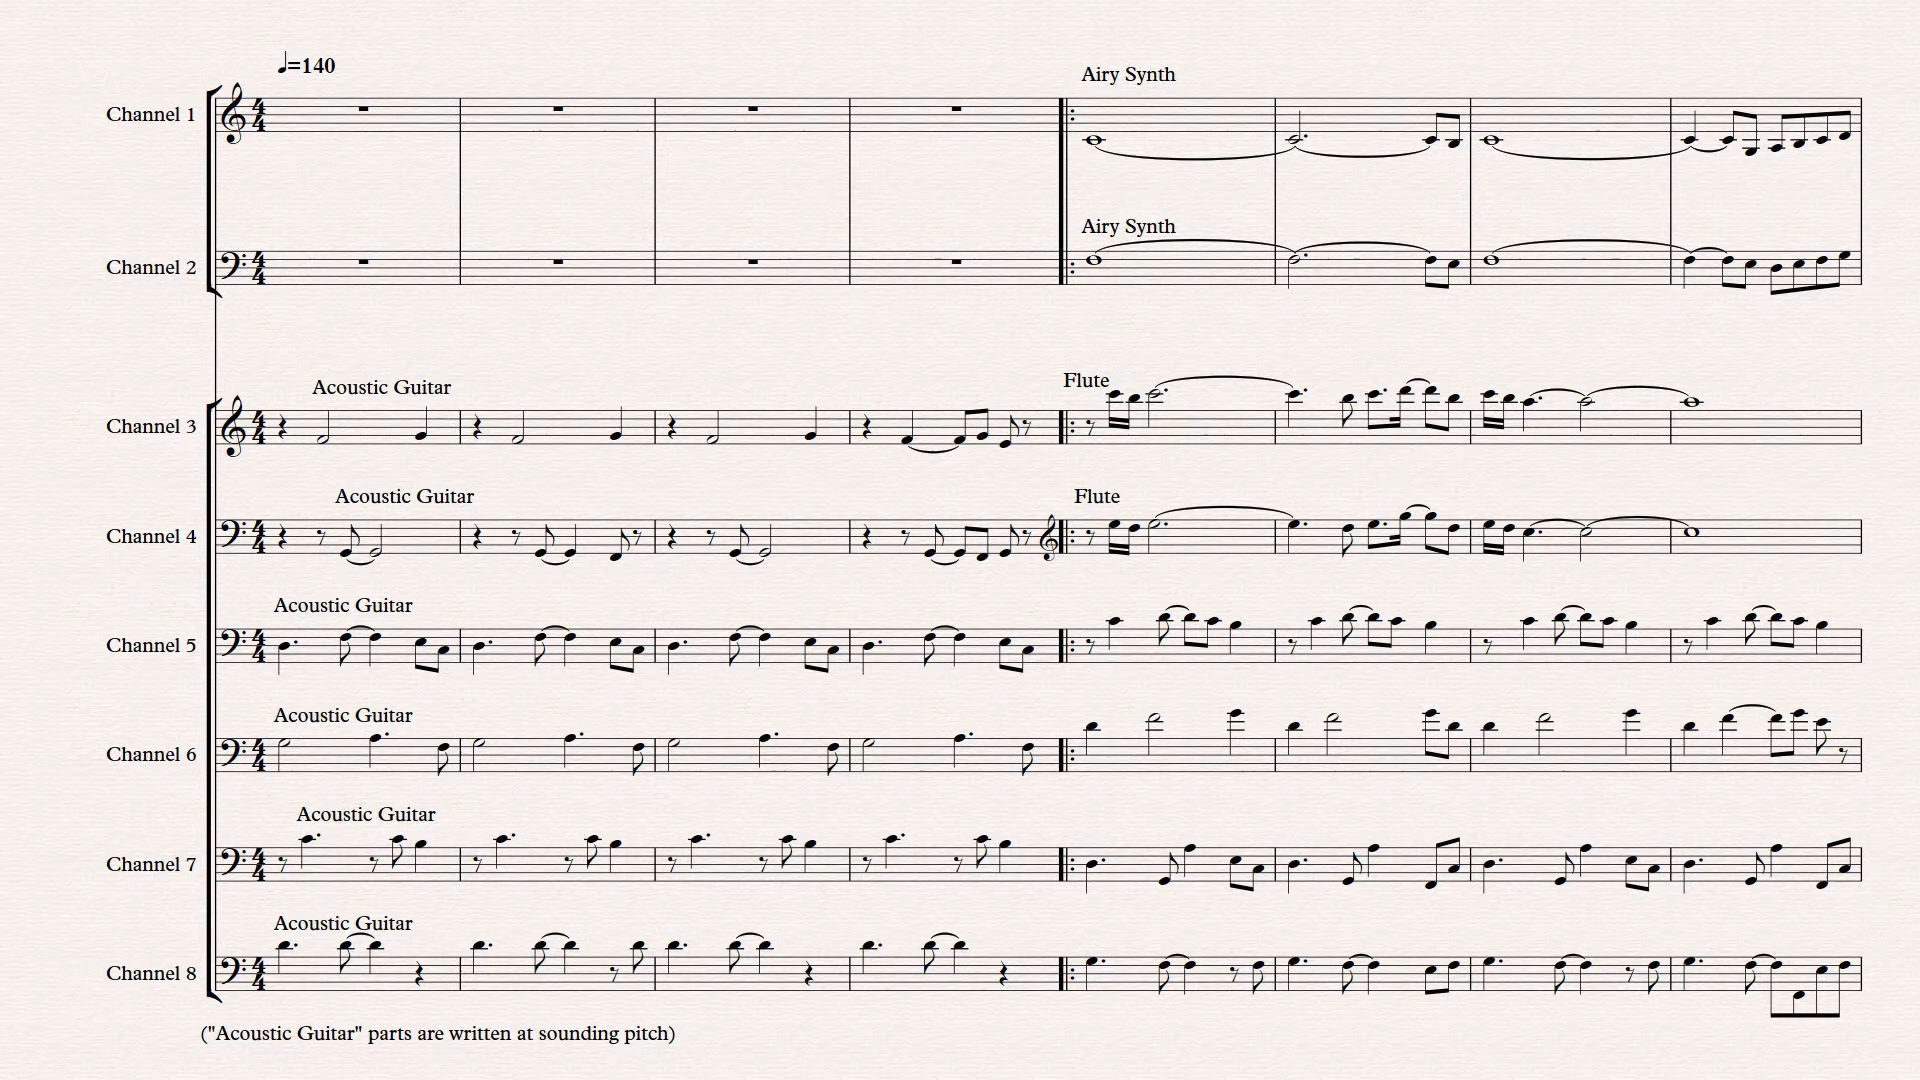 ♩=140
Airy Synth
Channel 1
Airy Synth
Channel 2
Acoustic Guitar
Flute
Channel 3
Acoustic Guitar
Flute
Channel 4
Acoustic Guitar
Channel 5
Acoustic Guitar
Channel 6
Acoustic Guitar
Channel 7
Acoustic Guitar
Channel 8
("Acoustic Guitar" parts are written at sounding pitch)